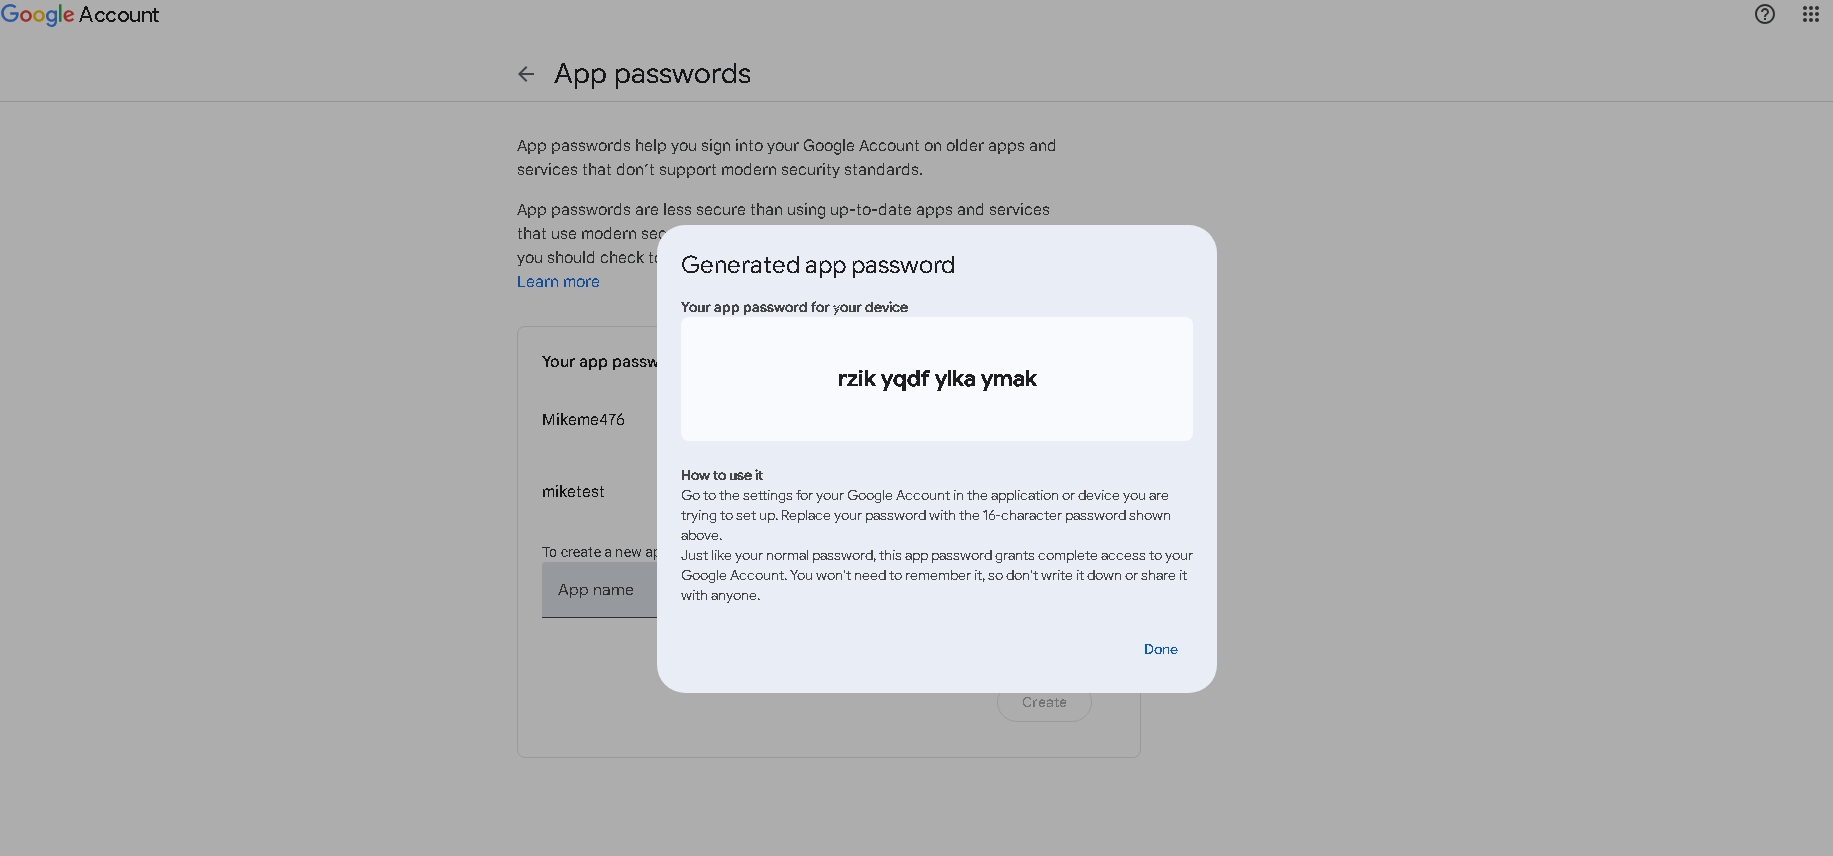 Google Account
App passwords
App passwords help you sign into your Google Account on older apps and
services that don't support modern security standards.
App passwords are less secure than using up-to-date apps and services
that use modern sec
you should check to
Learn more
Generated app password
Your app password for your device
rzik yqdf ylka ymak
How to use it
Go to the settings for your Google Account in the application or device you are
trying to set up. Replace your password with the 16-character password shown
above.
Just like your normal password, this app password grants complete access to your
Google Account. You won't need to remember it, so don't write it down or share it
with anyone.
Done
Your app passw
Mikeme476
miketest
To create a new ap
App name
Create